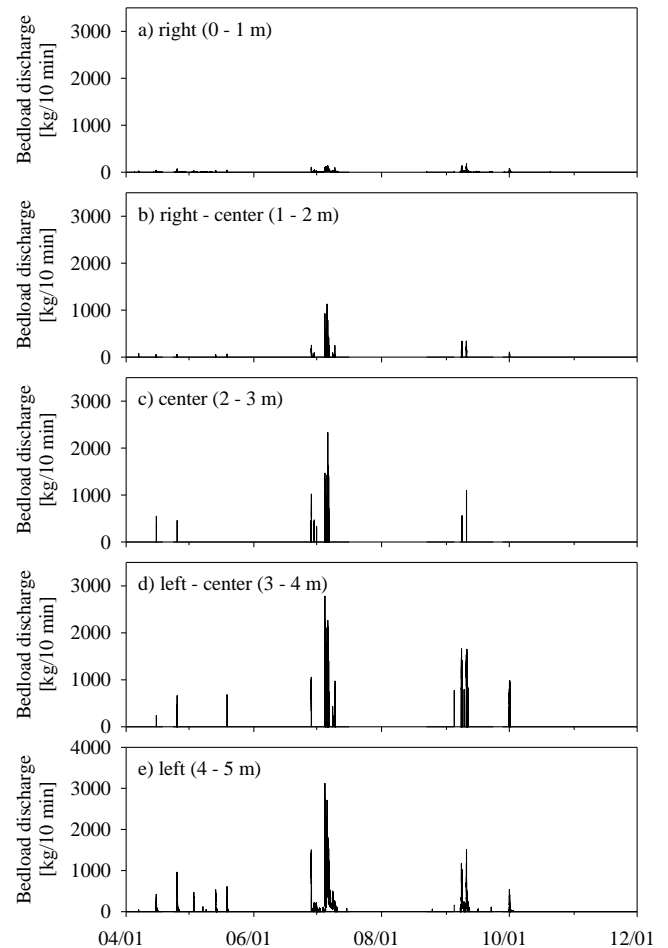 3000
2000
1000
0
Bedload discharge
[kg/10 min]
a) right (0 - 1 m)
3000
2000
1000
0
Bedload discharge
[kg/10 min]
b) right - center (1 - 2 m)
3000
2000
1000
0
Bedload discharge
[kg/10 min]
c) center (2 - 3 m)
3000
2000
1000
0
Bedload discharge
[kg/10 min]
d) left - center (3 - 4 m)
4000
3000
2000
1000
0
Bedload discharge
[kg/10 min]
e) left (4 - 5 m)
04/01 06/01 08/01 10/01 12/01